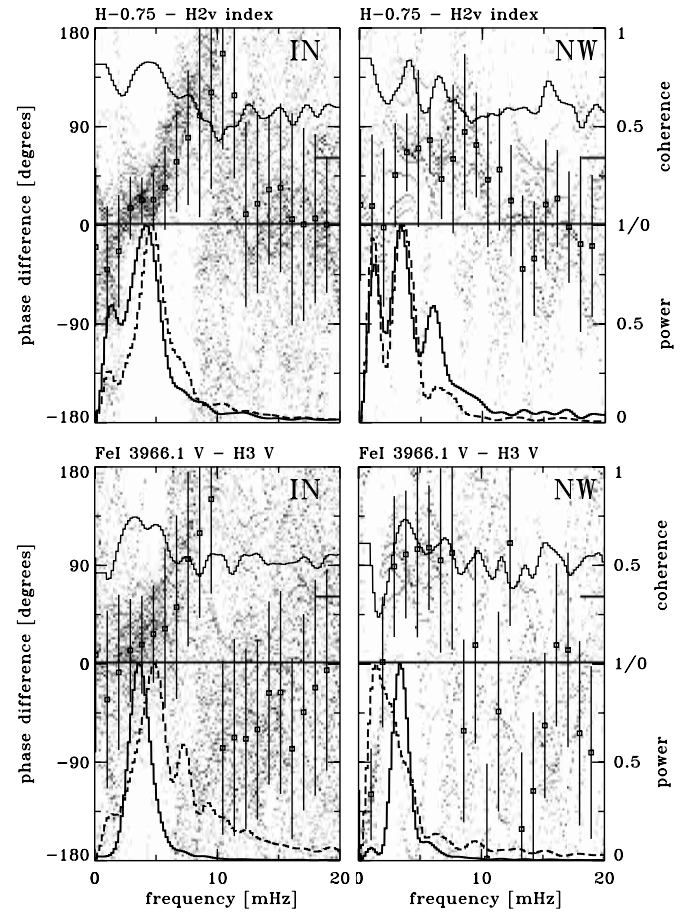 H-0.75 - H2v index
H-0.75 - H2v index
180
IN
NW
1
90
0.5
0
1/0
-90
0.5
-180
0
phase difference [degrees]
coherence
power
FeI 3966.1 V - H3 V
FeI 3966.1 V - H3 V
180
IN
NW
1
90
0.5
0
1/0
-90
0.5
-180
0
phase difference [degrees]
coherence
power
0
10
20
0
10
20
frequency [mHz]
frequency [mHz]